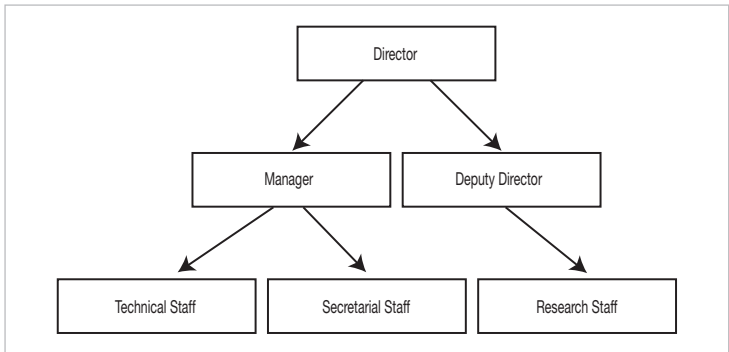 Director
Manager
Deputy Director
Technical Staff
Secretarial Staff
Research Staff